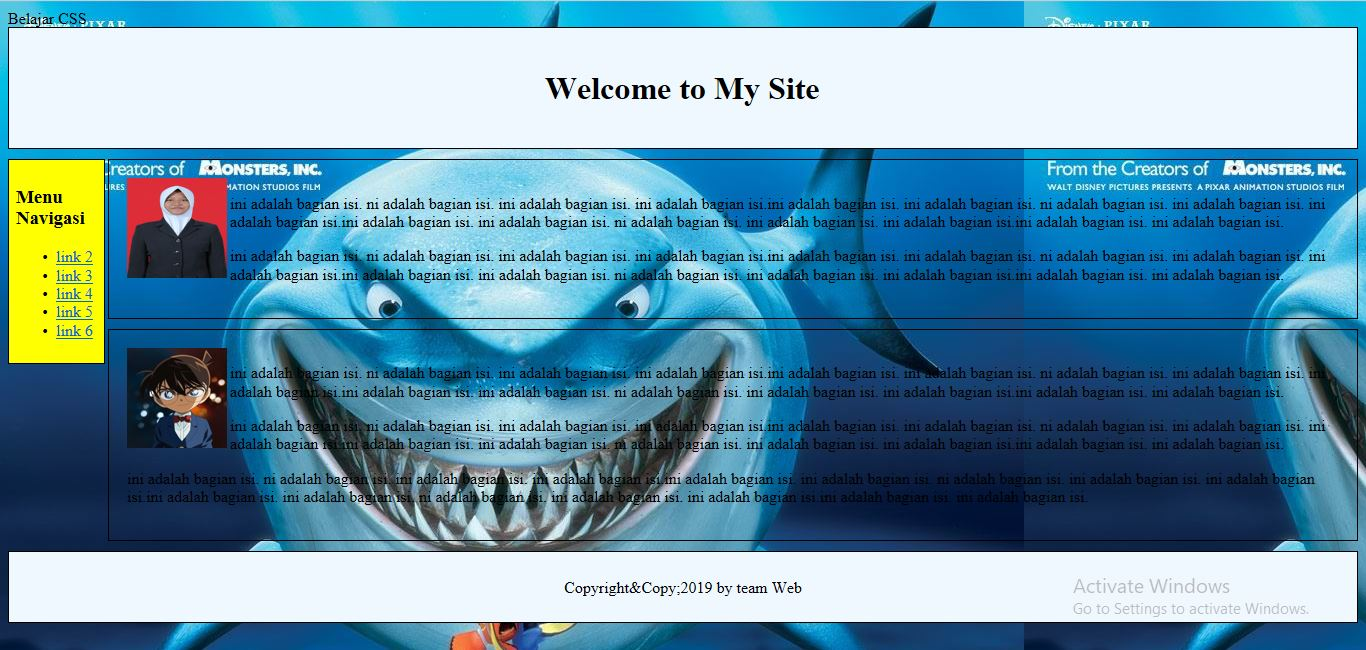 Belajar CSS
DISNEY · PIXAR
DISNEY · PIXAR
Welcome to My Site
Creators of MONSTERS, INC.
From the Creators of MONSTERS, INC.
MATION STUDIOS FILM
WALT DISNEY PICTURES PRESENTS A PIXAR ANIMATION STUDIOS FILM
Menu
Navigasi
• link 2
• link 3
• link 4
• link 5
• link 6
ini adalah bagian isi. ni adalah bagian isi. ini adalah bagian isi. ini adalah bagian isi.ini adalah bagian isi. ini adalah bagian isi. ni adalah bagian isi. ini adalah bagian isi. ini
adalah bagian isi.ini adalah bagian isi. ini adalah bagian isi. ni adalah bagian isi. ini adalah bagian isi. ini adalah bagian isi.ini adalah bagian isi. ini adalah bagian isi.
ini adalah bagian isi. ni adalah bagian isi. ini adalah bagian isi. ini adalah bagian isi.ini adalah bagian isi. ini adalah bagian isi. ni adalah bagian isi. ini adalah bagian isi. ini
adalah bagian isi.ini adalah bagian isi. ini adalah bagian isi. ni adalah bagian isi. ini adalah bagian isi. ini adalah bagian isi.ini adalah bagian isi. ini adalah bagian isi.
ini adalah bagian isi. ni adalah bagian isi. ini adalah bagian isi. ini adalah bagian isi.ini adalah bagian isi. ini adalah bagian isi. ni adalah bagian isi. ini adalah bagian isi. ini
adalah bagian isi.ini adalah bagian isi. ini adalah bagian isi. ni adalah bagian isi. ini adalah bagian isi. ini adalah bagian isi.ini adalah bagian isi. ini adalah bagian isi.
ini adalah bagian isi. ni adalah bagian isi. ini adalah bagian isi. ini adalah bagian isi.ini adalah bagian isi. ini adalah bagian isi. ni adalah bagian isi. ini adalah bagian isi. ini
adalah bagian isi.ini adalah bagian isi. ini adalah bagian isi. ni adalah bagian isi. ini adalah bagian isi. ini adalah bagian isi.ini adalah bagian isi. ini adalah bagian isi.
ini adalah bagian isi. ni adalah bagian isi. ini adalah bagian isi. ini adalah bagian isi.ini adalah bagian isi. ini adalah bagian isi. ni adalah bagian isi. ini adalah bagian isi. ini adalah bagian
isi.ini adalah bagian isi. ini adalah bagian isi. ni adalah bagian isi. ini adalah bagian isi. ini adalah bagian isi.ini adalah bagian isi. ini adalah bagian isi.
Copyright&Copy;2019 by team Web
Activate Windows
Go to Settings to activate Windows.